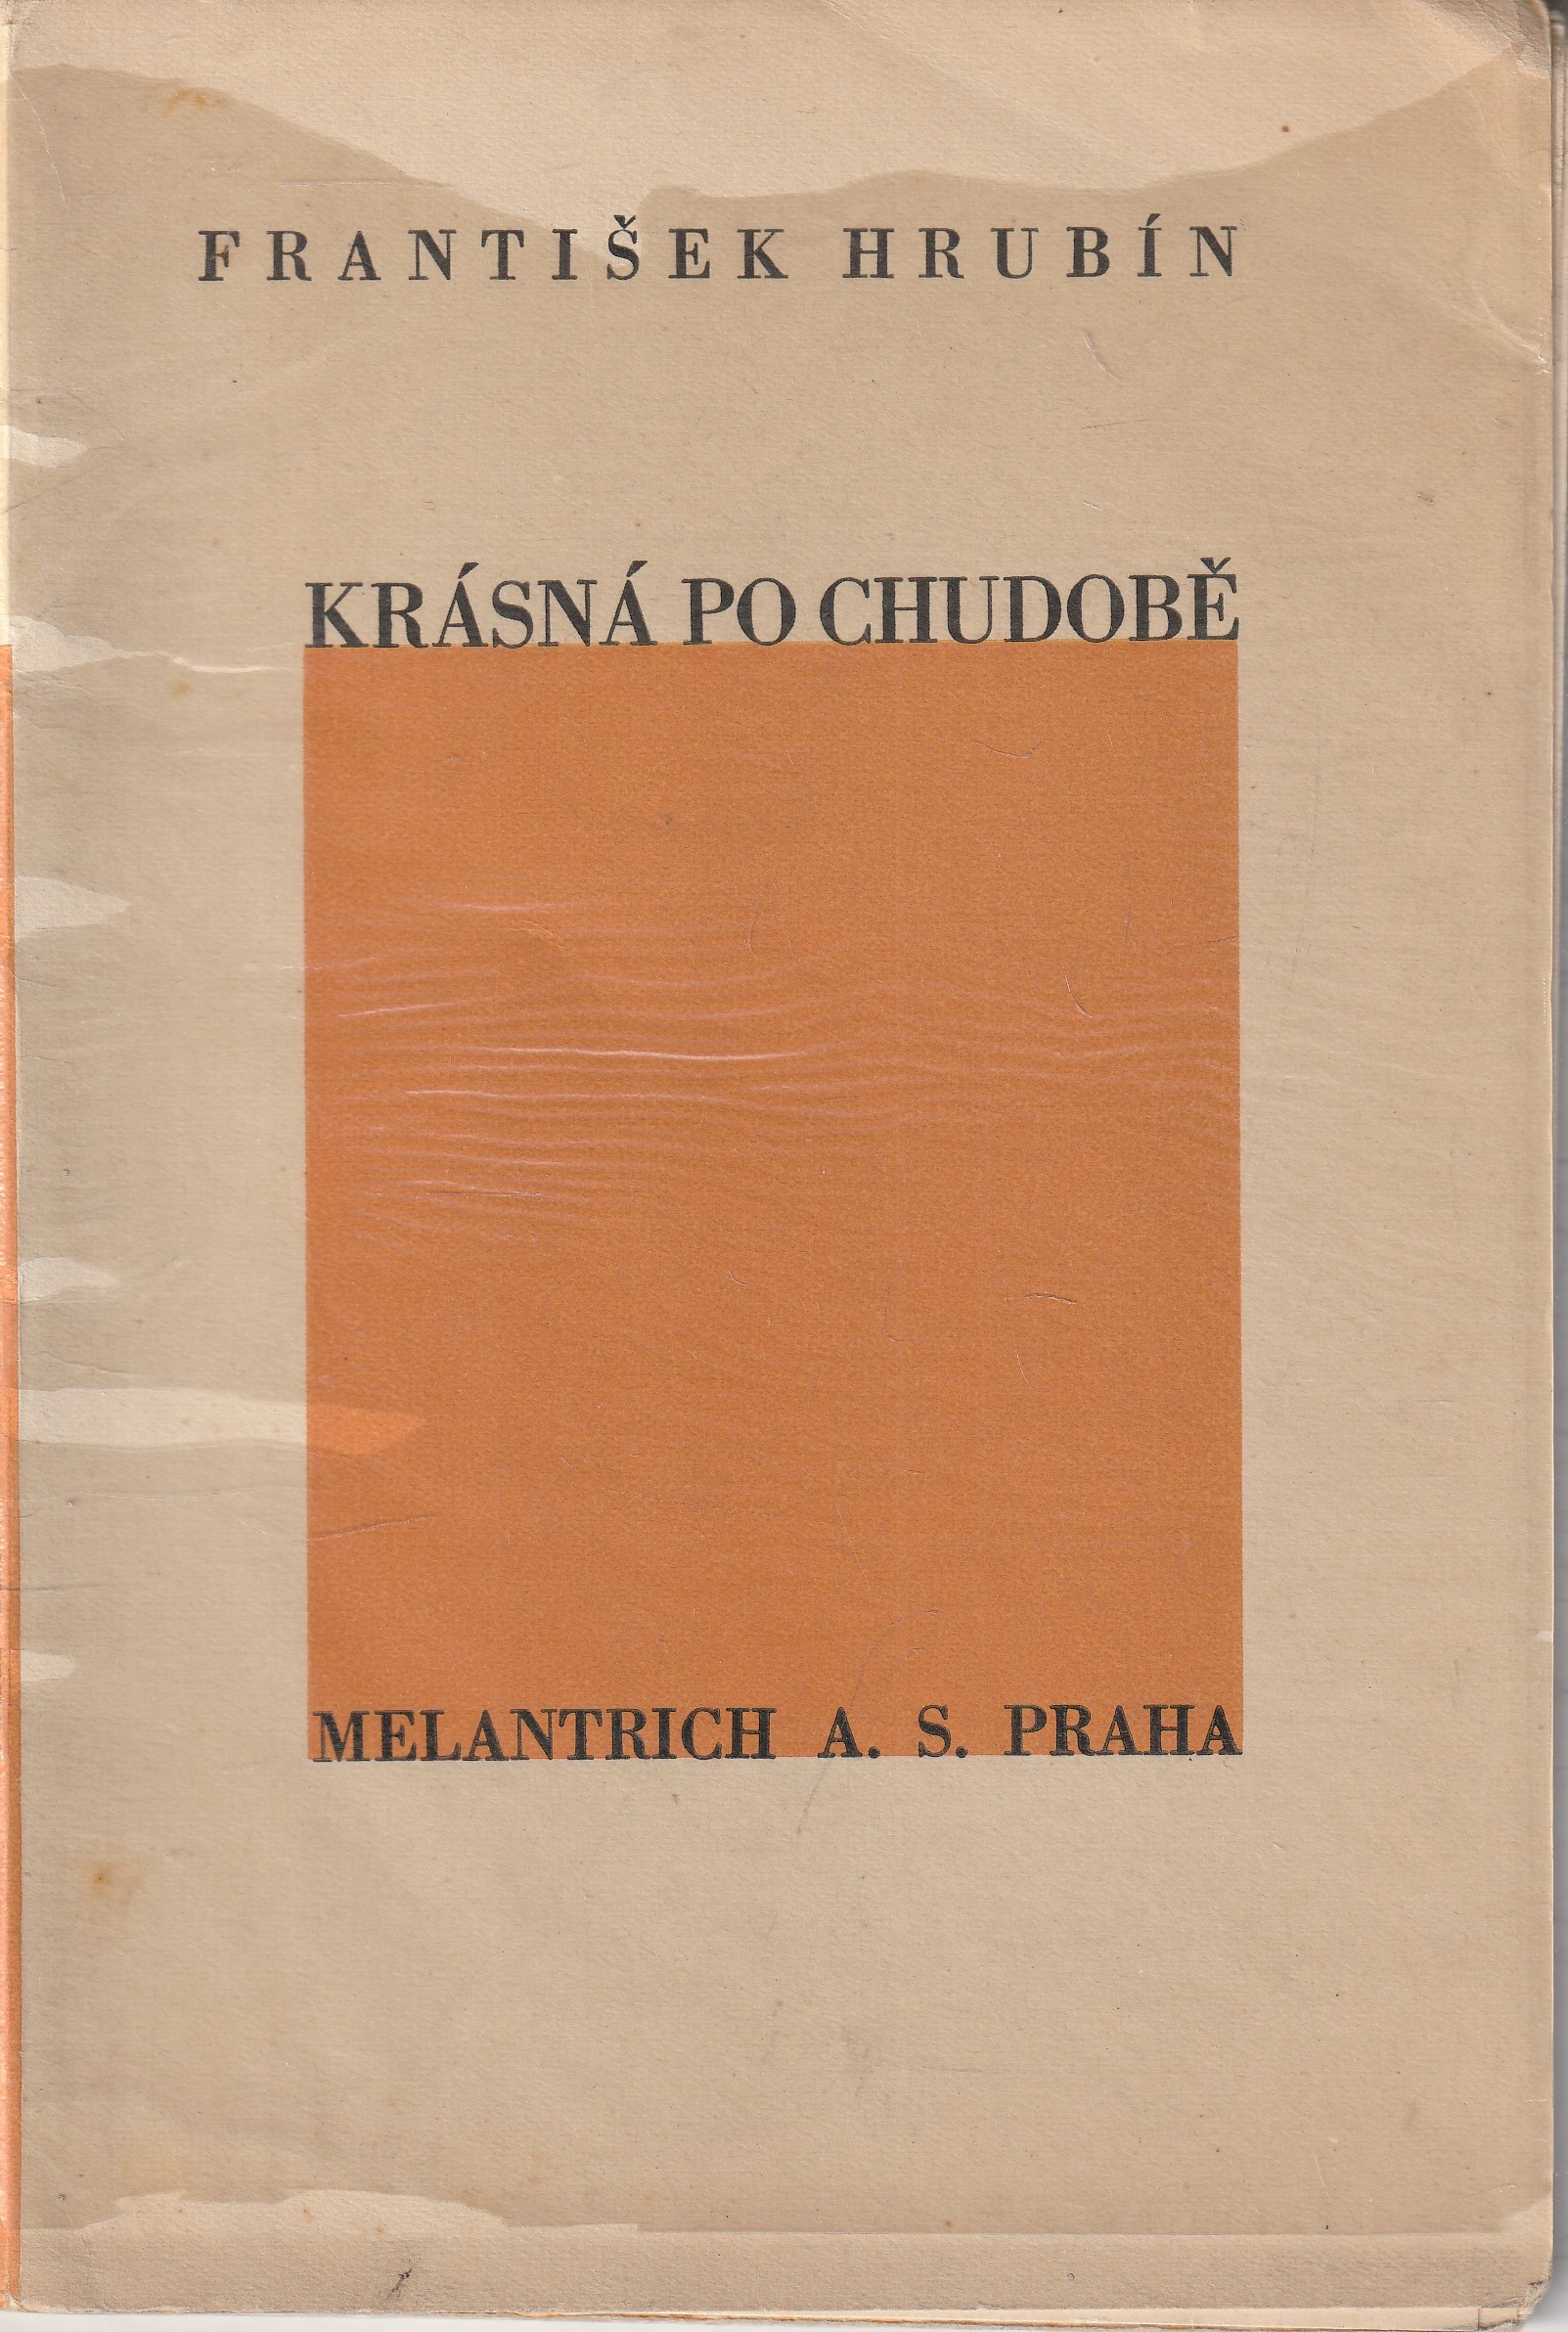 FRANTIŠEK HRUBÍN
KRÁSNÁ PO CHUDOBĚ
MELANTRICH A. S. PRAHA